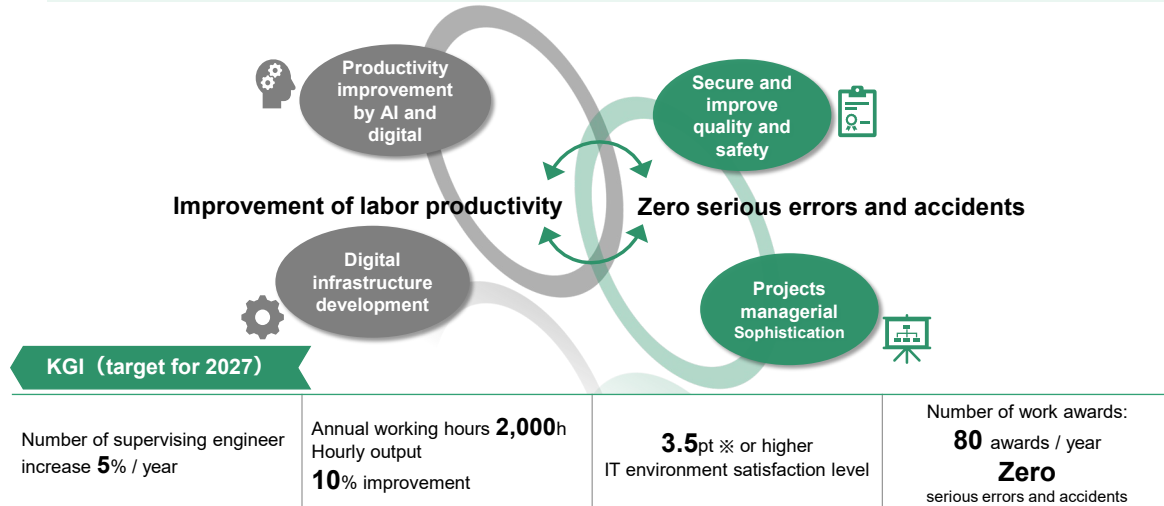 Productivity
improvement
by AI and
digital
Secure and
improve
quality and
safety
Improvement of labor productivity
Zero serious errors and accidents
Digital
infrastructure
development
Projects
managerial
Sophistication
KGI（target for 2027）
Number of supervising engineer
increase 5% / year
Annual working hours 2,000h
Hourly output
10% improvement
3.5pt ※ or higher
IT environment satisfaction level
Number of work awards:
80 awards / year
Zero
serious errors and accidents